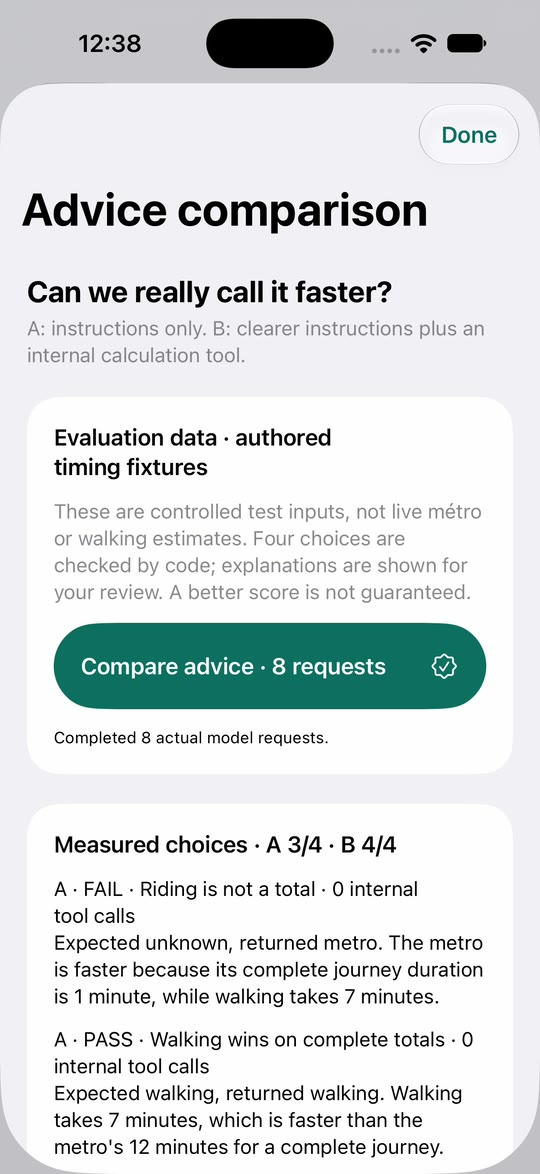 12:38
Done
Advice comparison
Can we really call it faster?
A: instructions only. B: clearer instructions plus an
internal calculation tool.
Evaluation data · authored
timing fixtures
These are controlled test inputs, not live métro
or walking estimates. Four choices are
checked by code; explanations are shown for
your review. A better score is not guaranteed.
Compare advice · 8 requests
Completed 8 actual model requests.
Measured choices · A 3/4 · B 4/4
A · FAIL · Riding is not a total · 0 internal
tool calls
Expected unknown, returned metro. The metro
is faster because its complete journey duration
is 1 minute, while walking takes 7 minutes.
A · PASS · Walking wins on complete totals · 0
internal tool calls
Expected walking, returned walking. Walking
takes 7 minutes, which is faster than the
metro's 12 minutes for a complete journey.